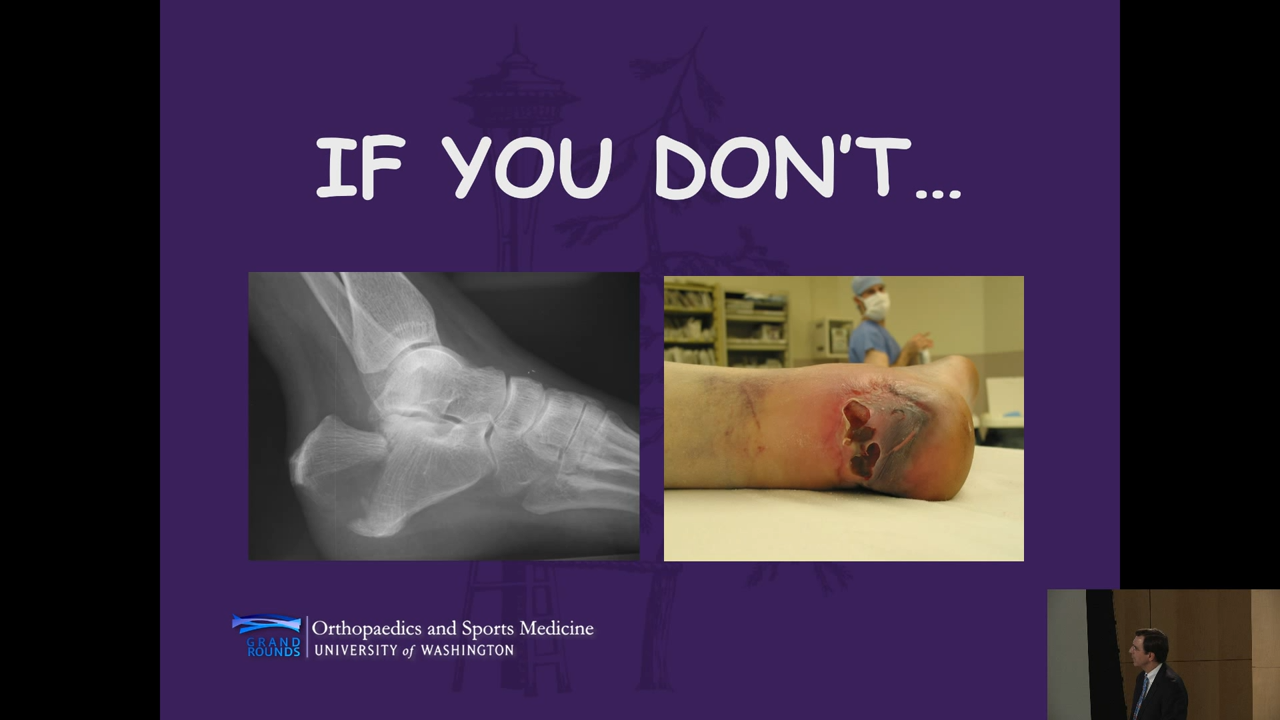 IF YOU DON'T...
GRAND
ROUNDS
Orthopaedics and Sports Medicine
UNIVERSITY of WASHINGTON